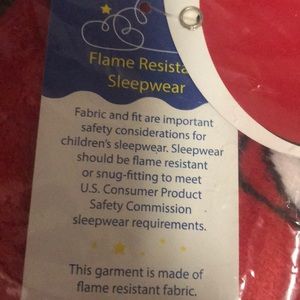 Flame Resista
Sleepwear
Fabric and fit are important
safety considerations for
children's sleepwear. Sleepwear
should be flame resistant
or snug-fitting to meet
U.S. Consumer Product
Safety Commission
sleepwear requirements.
This garment is made of
flame resistant fabric.